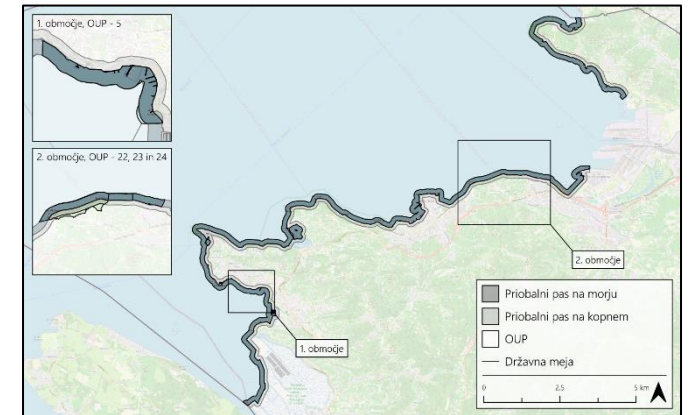 1. območje, OUP - 5
2. območje, OUP - 22, 23 in 24
2. območje
1. območje
Priobalni pas na morju
Priobalni pas na kopnem
OUP
Državna meja
0 2,5 5 km